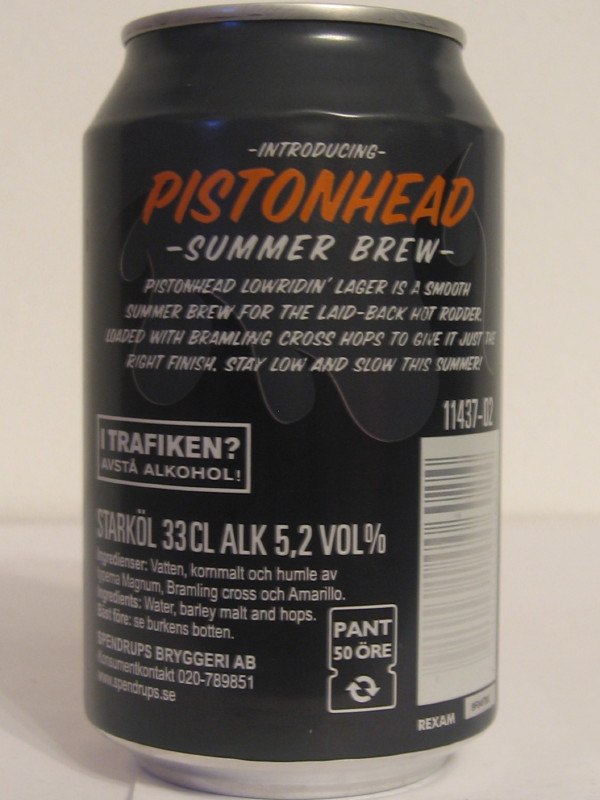 -INTRODUCING-
PISTONHEAD
-SUMMER BREW-
PISTONHEAD LOWRIDIN' LAGER IS A SMOOTH
SUMMER BREW FOR THE LAID-BACK HOT RODDER.
LOADED WITH BRAMLING CROSS HOPS TO GIVE IT JUST THE
RIGHT FINISH. STAY LOW AND SLOW THIS SUMMER!
11437-02
I TRAFIKEN?
AVSTÅ ALKOHOL!
STARKÖL 33CL ALK 5,2 VOL%
Ingredienser: Vatten, kornmalt och humle av
typerna Magnum, Bramling cross och Amarillo.
Ingredients: Water, barley malt and hops.
Bäst före: se burkens botten.
SPENDRUPS BRYGGERI AB
Konsumentkontakt 020-789851
www.spendrups.se
PANT
50 ÖRE
REXAM